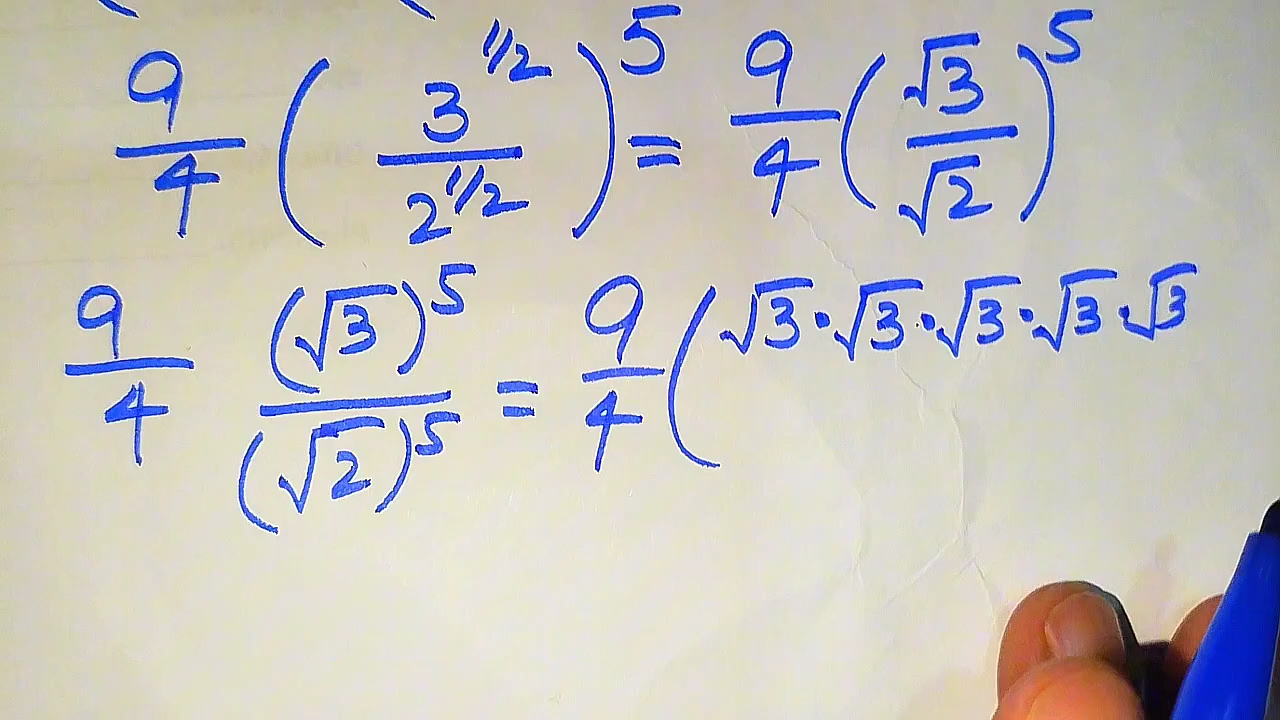 9/4 ( 3^1/2 / 2^1/2 )^5 = 9/4 ( √3 / √2 )^5
9/4 (√3)^5 / (√2)^5 = 9/4 ( √3 · √3 · √3 · √3 · √3